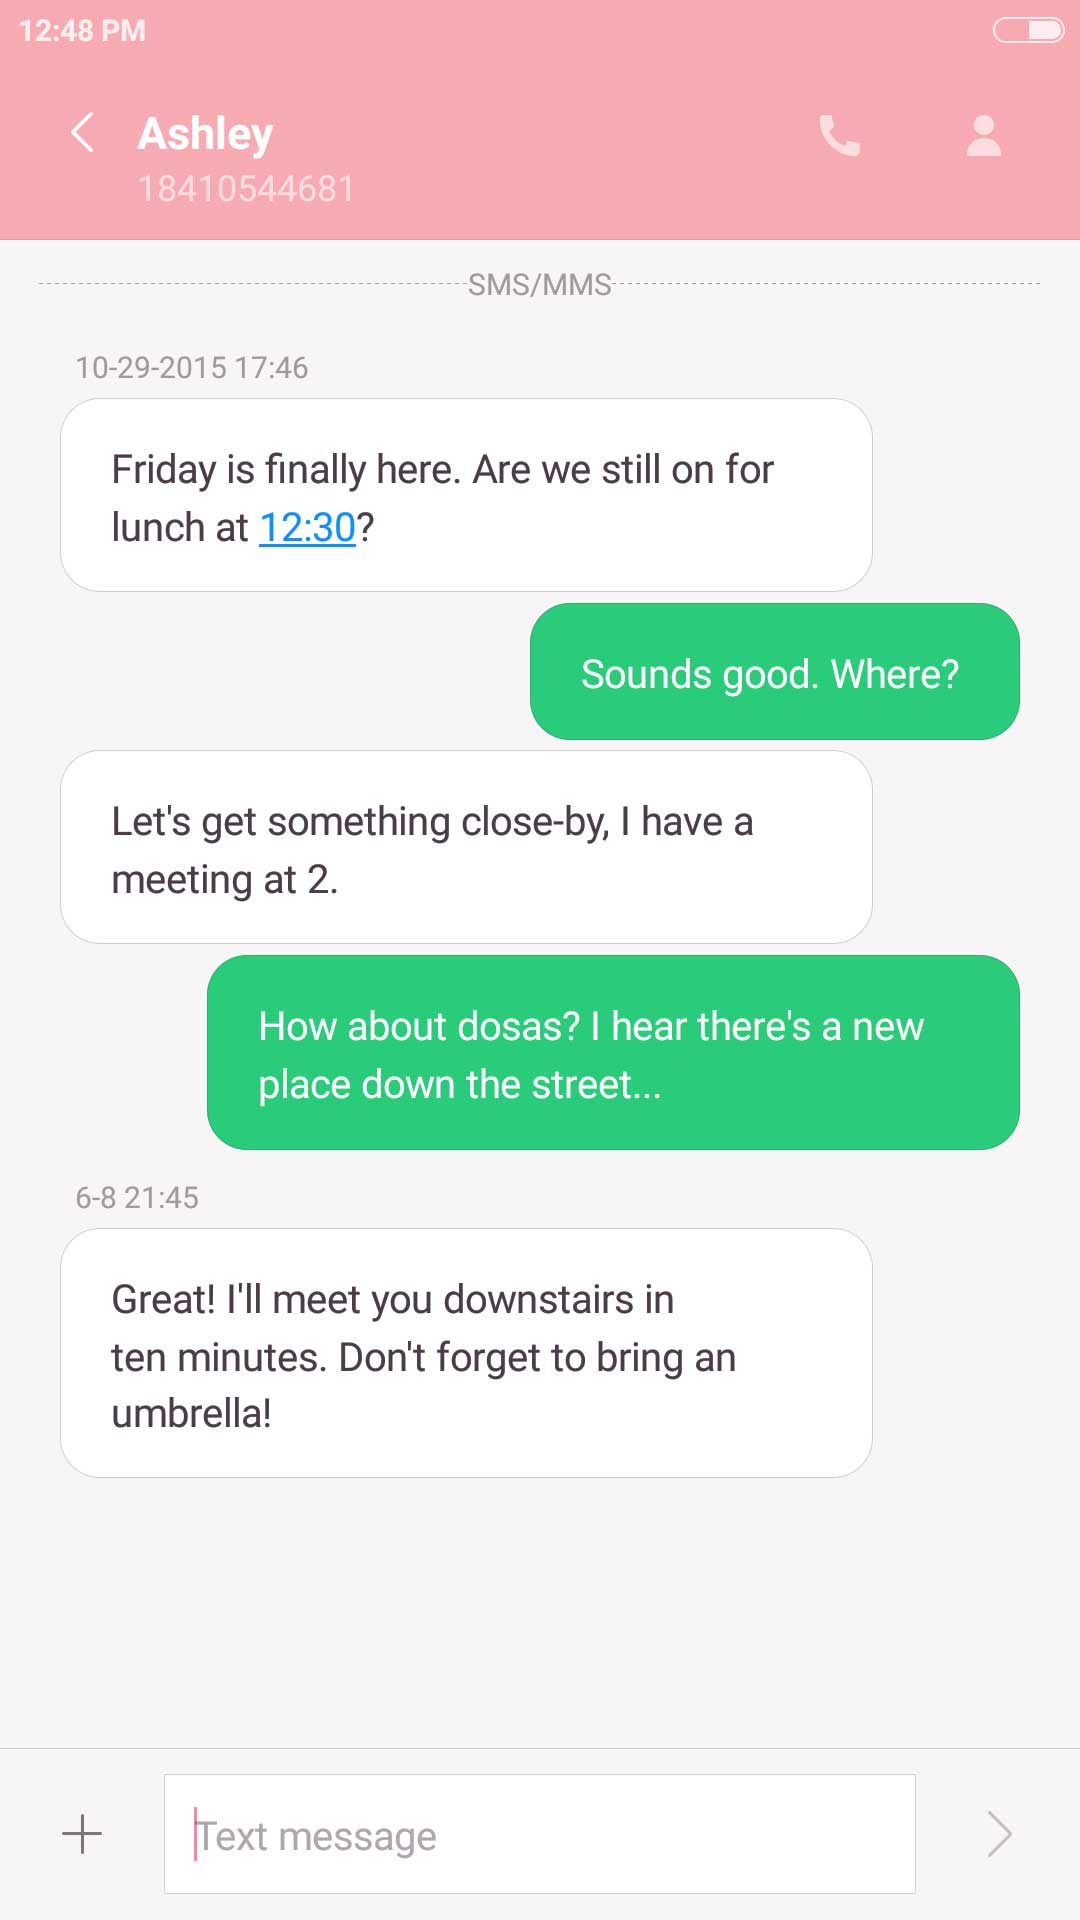 12:48 PM
Ashley
18410544681
SMS/MMS
10-29-2015 17:46
Friday is finally here. Are we still on for
lunch at 12:30?
Sounds good. Where?
Let's get something close-by, I have a
meeting at 2.
How about dosas? I hear there's a new
place down the street...
6-8 21:45
Great! I'll meet you downstairs in
ten minutes. Don't forget to bring an
umbrella!
Text message